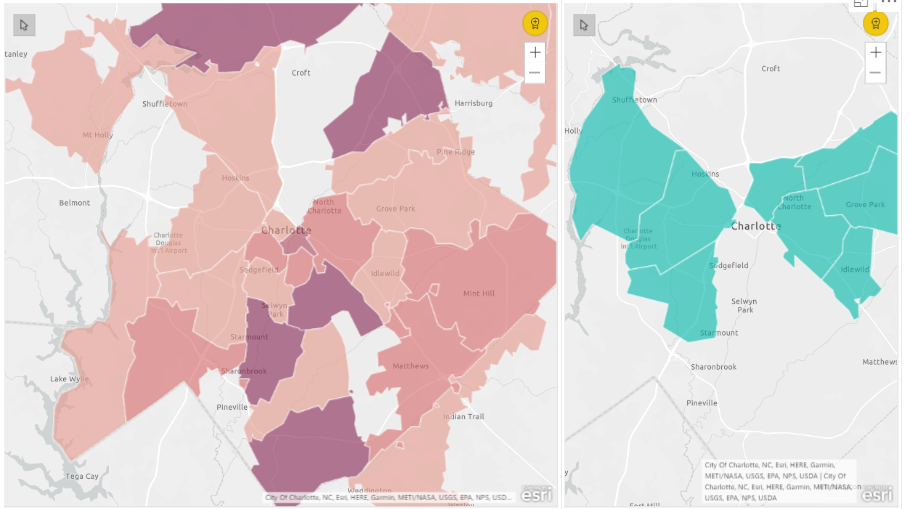 tanley
Croft
Shuffletown
Harrisburg
Mt Holly
Pine Ridge
Hoskins
Belmont
North
Charlotte
Grove Park
Charlotte
Douglas
Int'l Airport
Charlotte
Sedgefield
Idlewild
Mint Hill
Selwyn
Park
Starmount
Sharonbrook
Matthews
Lake Wylie
Pineville
Indian Trail
Tega Cay
Weddington
City Of Charlotte, NC, Esri, HERE, Garmin, METI/NASA, USGS, EPA, NPS, USD...
esri
+
−
Croft
Shuffletown
Holly
Hoskins
North
Charlotte
Grove Park
Charlotte
Charlotte
Douglas
Int'l Airport
Sedgefield
Idlewild
Selwyn
Park
Starmount
Sharonbrook
Matthews
Pineville
City Of Charlotte, NC, Esri, HERE, Garmin,
METI/NASA, USGS, EPA, NPS, USDA | City Of
Charlotte, NC, Esri, HERE, Garmin, METI/NASA,
USGS, EPA, NPS, USDA
esri
+
−